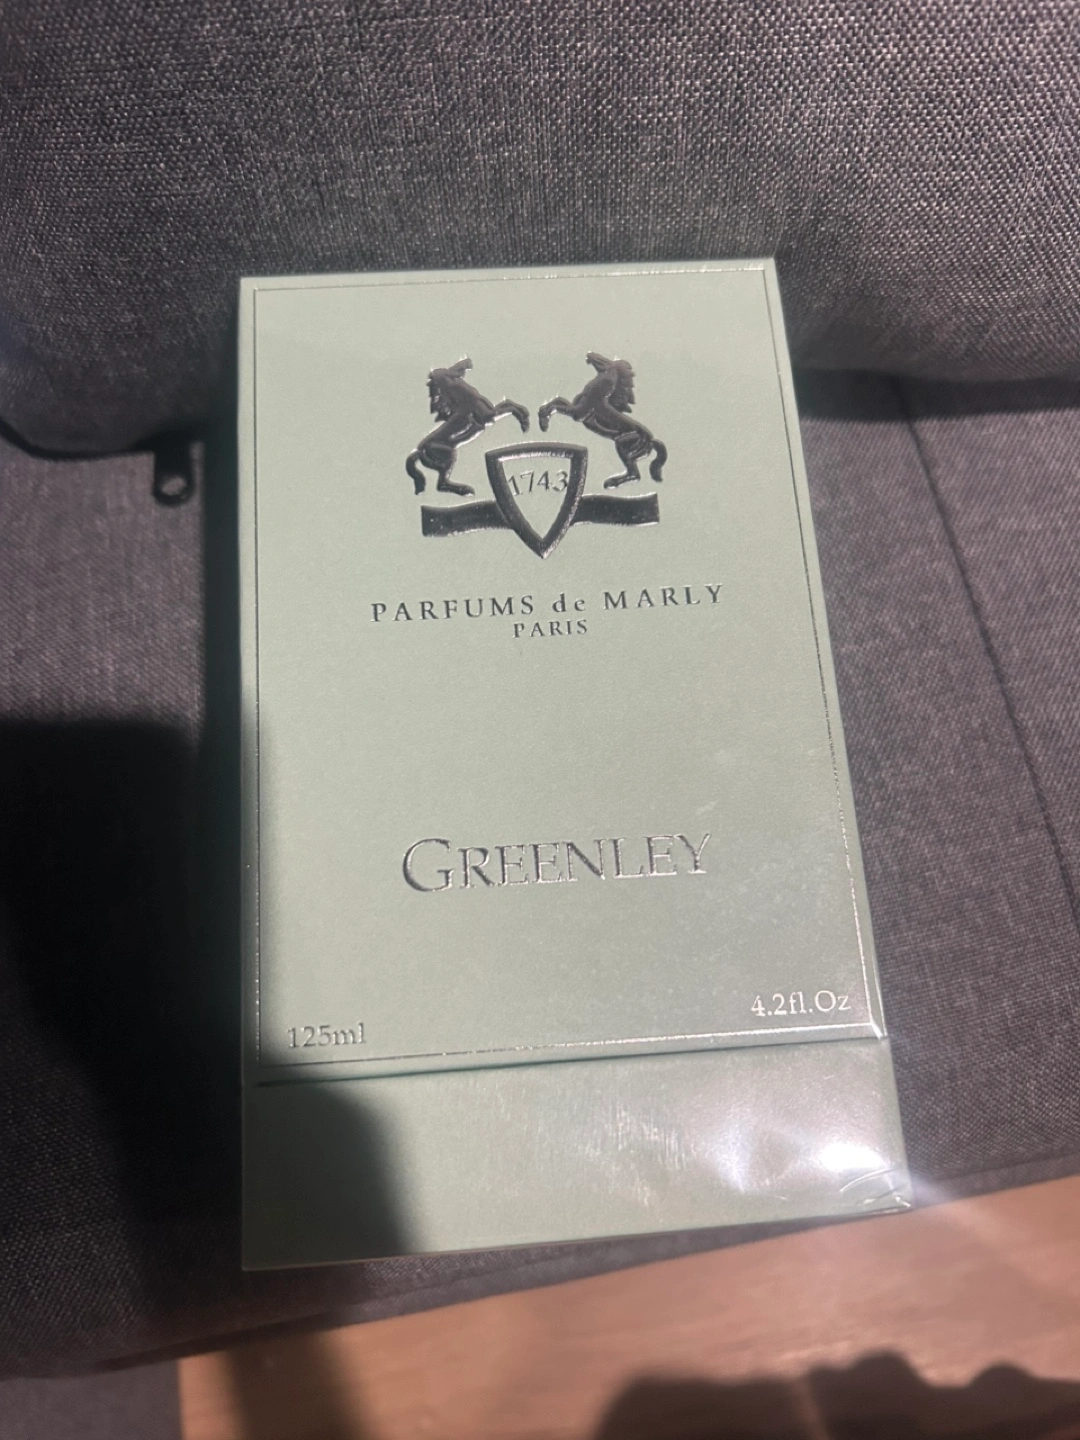 1743
PARFUMS de MARLY
PARIS
GREENLEY
125ml
4.2fl.Oz